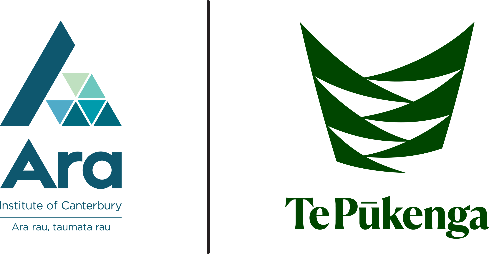 Ara
Institute of Canterbury
Ara rau, taumata rau
Te Pūkenga